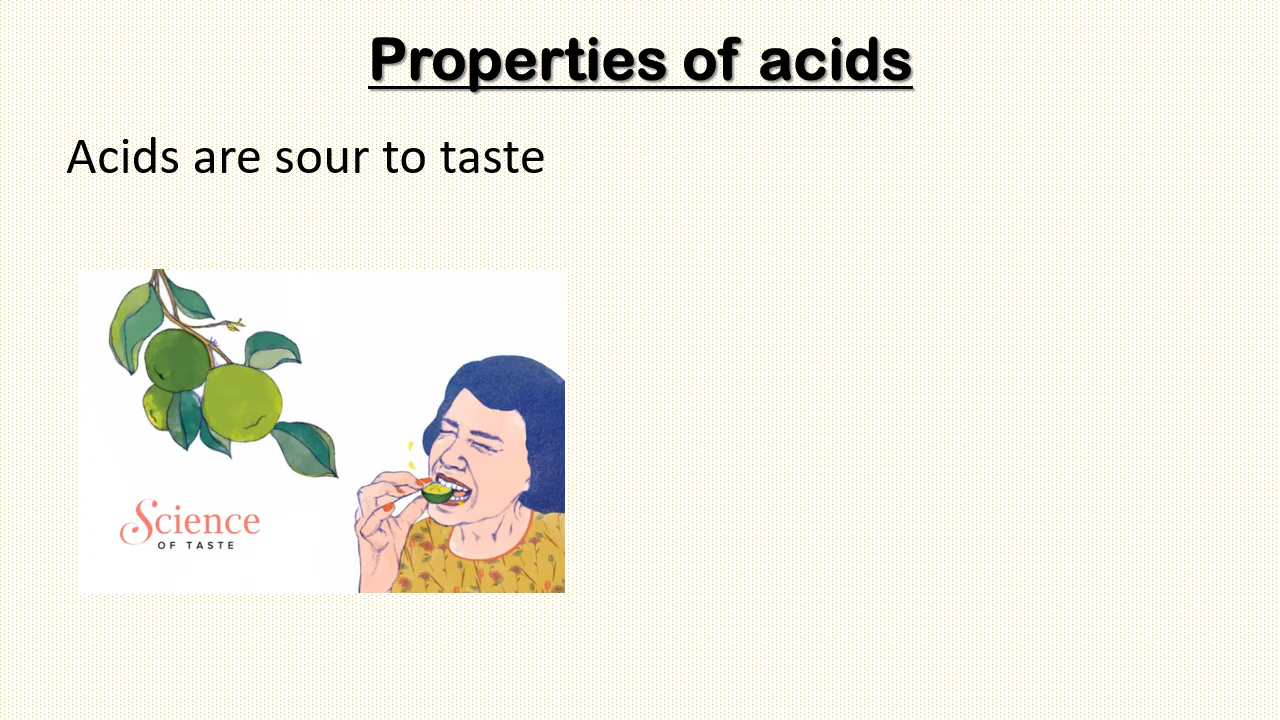 Properties of acids
Acids are sour to taste
Science
OF TASTE